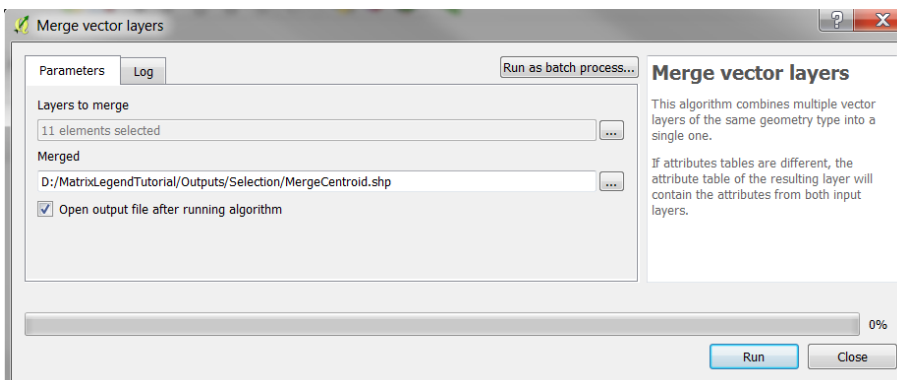 Merge vector layers
Parameters
Log
Run as batch process...
Layers to merge
11 elements selected
...
Merged
D:/MatrixLegendTutorial/Outputs/Selection/MergeCentroid.shp
...
Open output file after running algorithm
Merge vector layers
This algorithm combines multiple vector
layers of the same geometry type into a
single one.
If attributes tables are different, the
attribute table of the resulting layer will
contain the attributes from both input
layers.
0%
Run
Close